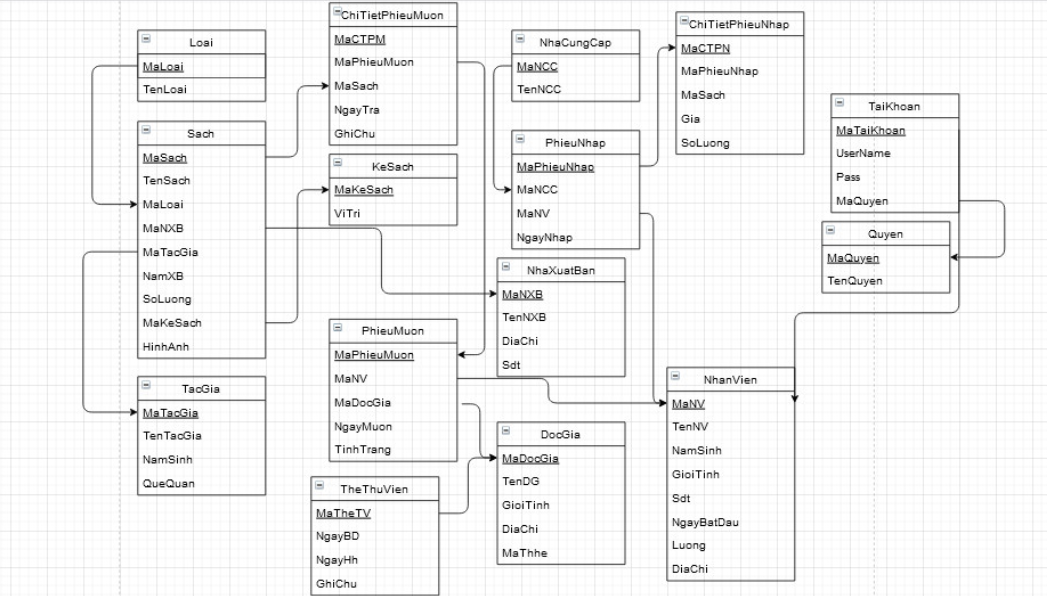 Loai
MaLoai
TenLoai
Sach
MaSach
TenSach
MaLoai
MaNXB
MaTacGia
NamXB
SoLuong
MaKeSach
HinhAnh
TacGia
MaTacGia
TenTacGia
NamSinh
QueQuan
ChiTietPhieuMuon
MaCTPM
MaPhieuMuon
MaSach
NgayTra
GhiChu
KeSach
MaKeSach
ViTri
PhieuMuon
MaPhieuMuon
MaNV
MaDocGia
NgayMuon
TinhTrang
TheThuVien
MaTheTV
NgayBD
NgayHh
GhiChu
NhaCungCap
MaNCC
TenNCC
PhieuNhap
MaPhieuNhap
MaNCC
MaNV
NgayNhap
NhaXuatBan
MaNXB
TenNXB
DiaChi
Sdt
DocGia
MaDocGia
TenDG
GioiTinh
DiaChi
MaThhe
ChiTietPhieuNhap
MaCTPN
MaPhieuNhap
MaSach
Gia
SoLuong
NhanVien
MaNV
TenNV
NamSinh
GioiTinh
Sdt
NgayBatDau
Luong
DiaChi
TaiKhoan
MaTaiKhoan
UserName
Pass
MaQuyen
Quyen
MaQuyen
TenQuyen